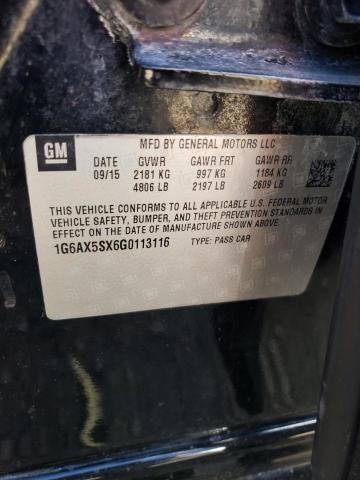 GM
MFD BY GENERAL MOTORS LLC
DATE GVWR GAWR FRT GAWR RR
09/15 2181 KG 997 KG 1184 KG
4806 LB 2197 LB 2609 LB
THIS VEHICLE CONFORMS TO ALL APPLICABLE U.S. FEDERAL MOTOR
VEHICLE SAFETY, BUMPER, AND THEFT PREVENTION STANDARDS IN
EFFECT ON THE DATE OF MANUFACTURE SHOWN ABOVE.
1G6AX5SX6G0113116 TYPE: PASS CAR